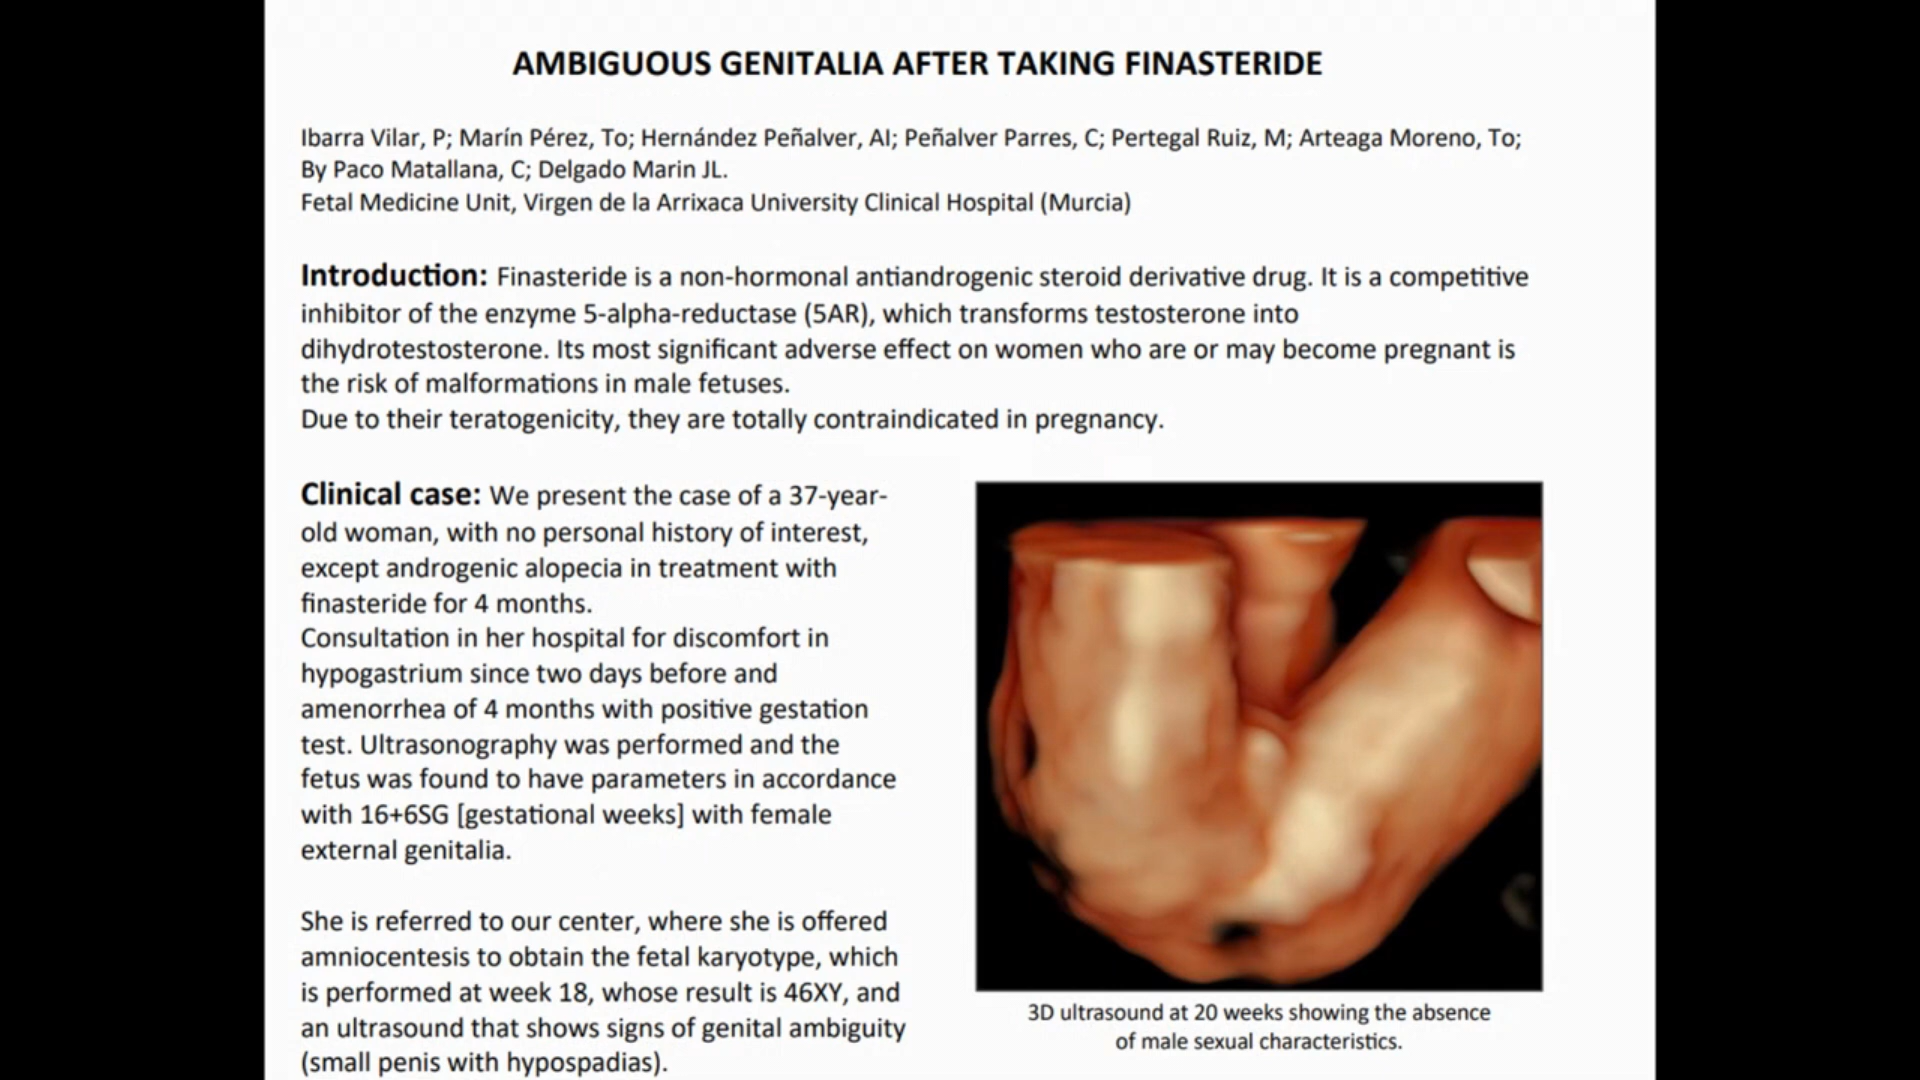 AMBIGUOUS GENITALIA AFTER TAKING FINASTERIDE
Ibarra Vilar, P; Marín Pérez, To; Hernández Peñalver, AI; Peñalver Parres, C; Pertegal Ruiz, M; Arteaga Moreno, To;
By Paco Matallana, C; Delgado Marin JL.
Fetal Medicine Unit, Virgen de la Arrixaca University Clinical Hospital (Murcia)
Introduction: Finasteride is a non-hormonal antiandrogenic steroid derivative drug. It is a competitive
inhibitor of the enzyme 5-alpha-reductase (5AR), which transforms testosterone into
dihydrotestosterone. Its most significant adverse effect on women who are or may become pregnant is
the risk of malformations in male fetuses.
Due to their teratogenicity, they are totally contraindicated in pregnancy.
Clinical case: We present the case of a 37-year-
old woman, with no personal history of interest,
except androgenic alopecia in treatment with
finasteride for 4 months.
Consultation in her hospital for discomfort in
hypogastrium since two days before and
amenorrhea of 4 months with positive gestation
test. Ultrasonography was performed and the
fetus was found to have parameters in accordance
with 16+6SG [gestational weeks] with female
external genitalia.
She is referred to our center, where she is offered
amniocentesis to obtain the fetal karyotype, which
is performed at week 18, whose result is 46XY, and
an ultrasound that shows signs of genital ambiguity
(small penis with hypospadias).
3D ultrasound at 20 weeks showing the absence
of male sexual characteristics.